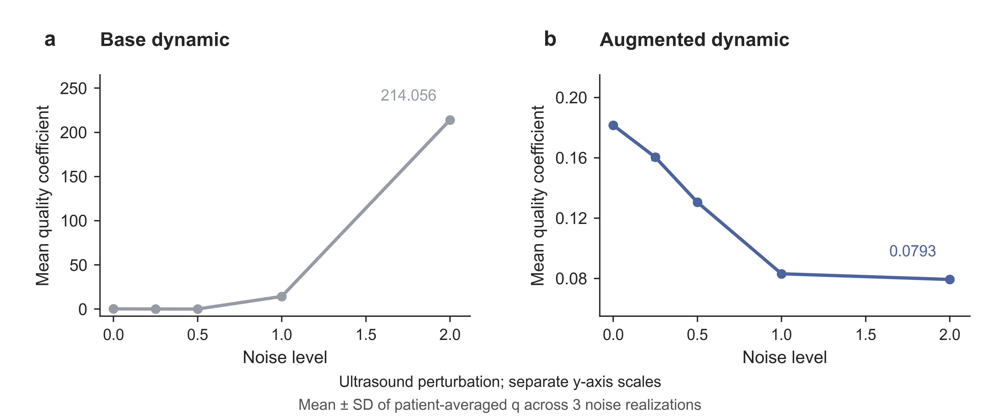 a Base dynamic
250
200
150
100
50
0
Mean quality coefficient
214.056
0.0 0.5 1.0 1.5 2.0
Noise level
b Augmented dynamic
0.20
0.16
0.12
0.08
Mean quality coefficient
0.0793
0.0 0.5 1.0 1.5 2.0
Noise level
Ultrasound perturbation; separate y-axis scales
Mean ± SD of patient-averaged q across 3 noise realizations